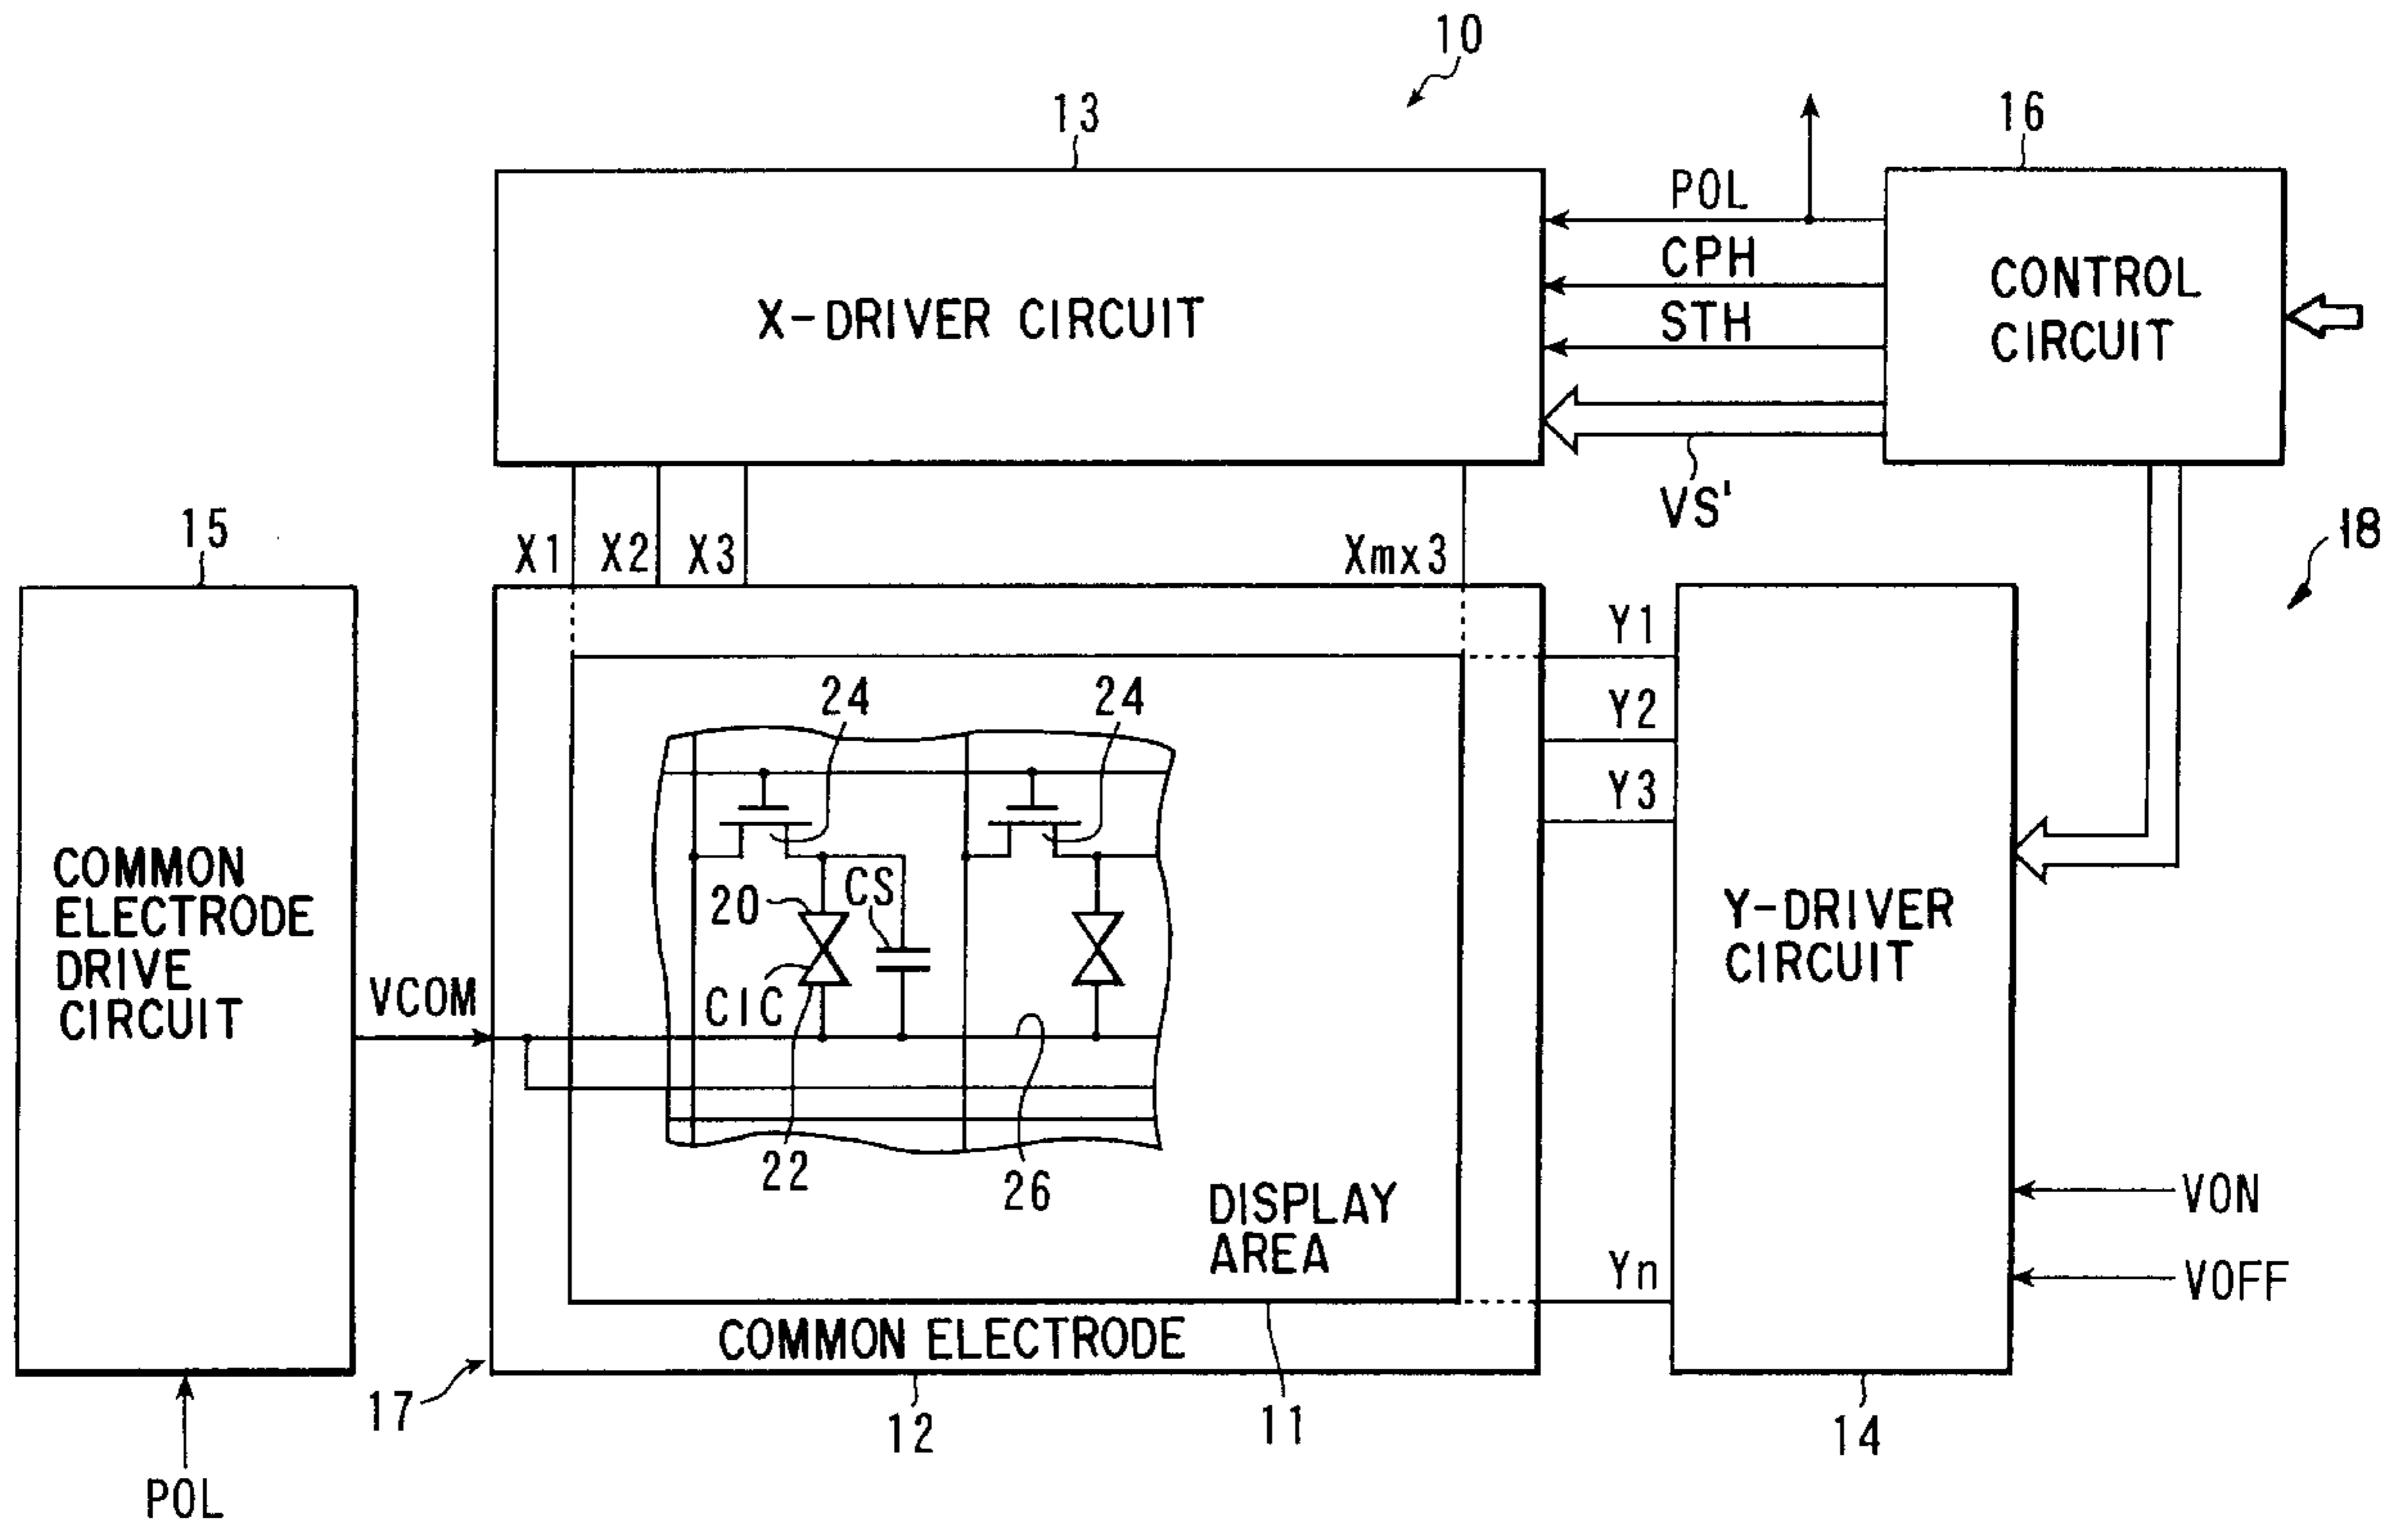 10
13
16
POL
CPH
STH
X-DRIVER CIRCUIT
CONTROL
CIRCUIT
VS'
18
15
X1 X2 X3 Xmx3
Y1
24 24
Y2
Y3
COMMON
ELECTRODE
DRIVE
CIRCUIT
20
CS
Y-DRIVER
CIRCUIT
VCOM
CIC
22
26
DISPLAY
AREA
VON
Yn
VOFF
COMMON ELECTRODE
17
12
11
14
POL